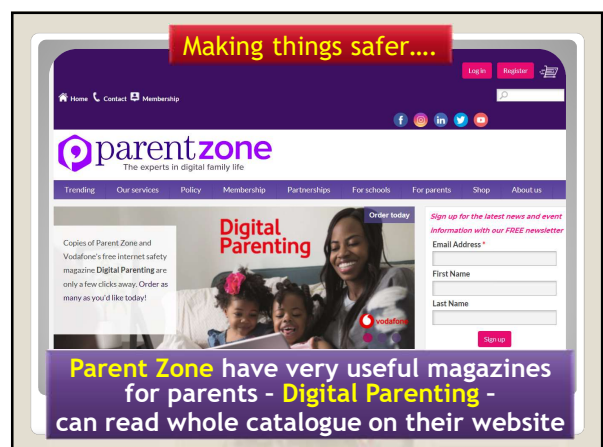 Making things safer....
Log in Register
Home Contact Membership
parentzone
The experts in digital family life
Trending Our services Policy Membership Partnerships For schools For parents Shop About us
Order today
Digital
Parenting
Copies of Parent Zone and
Vodafone's free internet safety
magazine Digital Parenting are
only a few clicks away. Order as
many as you'd like today!
vodafone
Sign up for the latest news and event
information with our FREE newsletter
Email Address *
First Name
Last Name
Sign up
Parent Zone have very useful magazines
for parents - Digital Parenting -
can read whole catalogue on their website